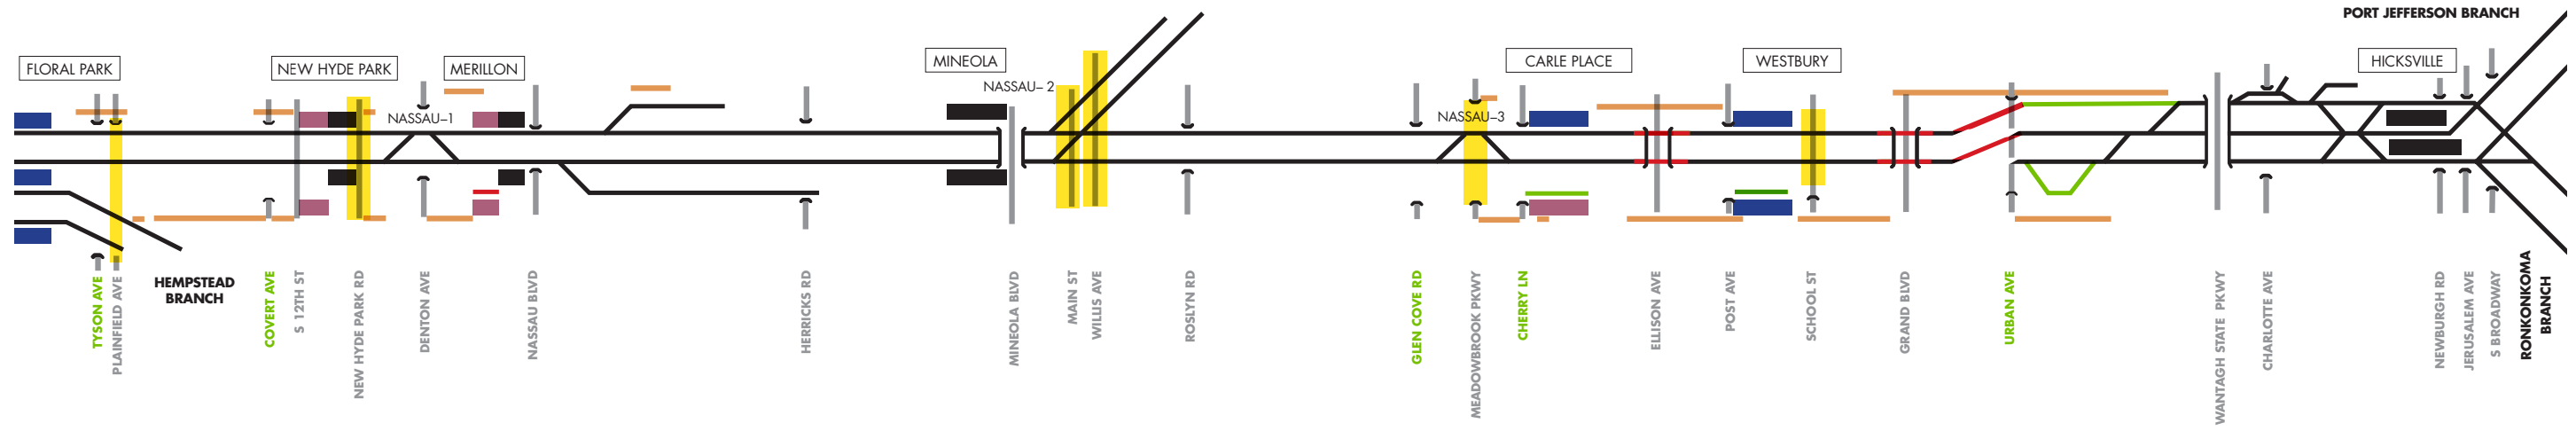 PORT JEFFERSON BRANCH
FLORAL PARK
NEW HYDE PARK
MERILLON
MINEOLA
CARLE PLACE
WESTBURY
HICKSVILLE
NASSAU–1
NASSAU– 2
NASSAU–3
HEMPSTEAD
BRANCH
TYSON AVE
PLAINFIELD AVE
COVERT AVE
S 12TH ST
NEW HYDE PARK RD
DENTON AVE
NASSAU BLVD
HERRICKS RD
MINEOLA BLVD
MAIN ST
WILLIS AVE
ROSLYN RD
GLEN COVE RD
MEADOWBROOK PKWY
CHERRY LN
ELLISON AVE
POST AVE
SCHOOL ST
GRAND BLVD
URBAN AVE
WANTAGH STATE PKWY
CHARLOTTE AVE
NEWBURGH RD
JERUSALEM AVE
S BROADWAY
RONKONKOMA
BRANCH